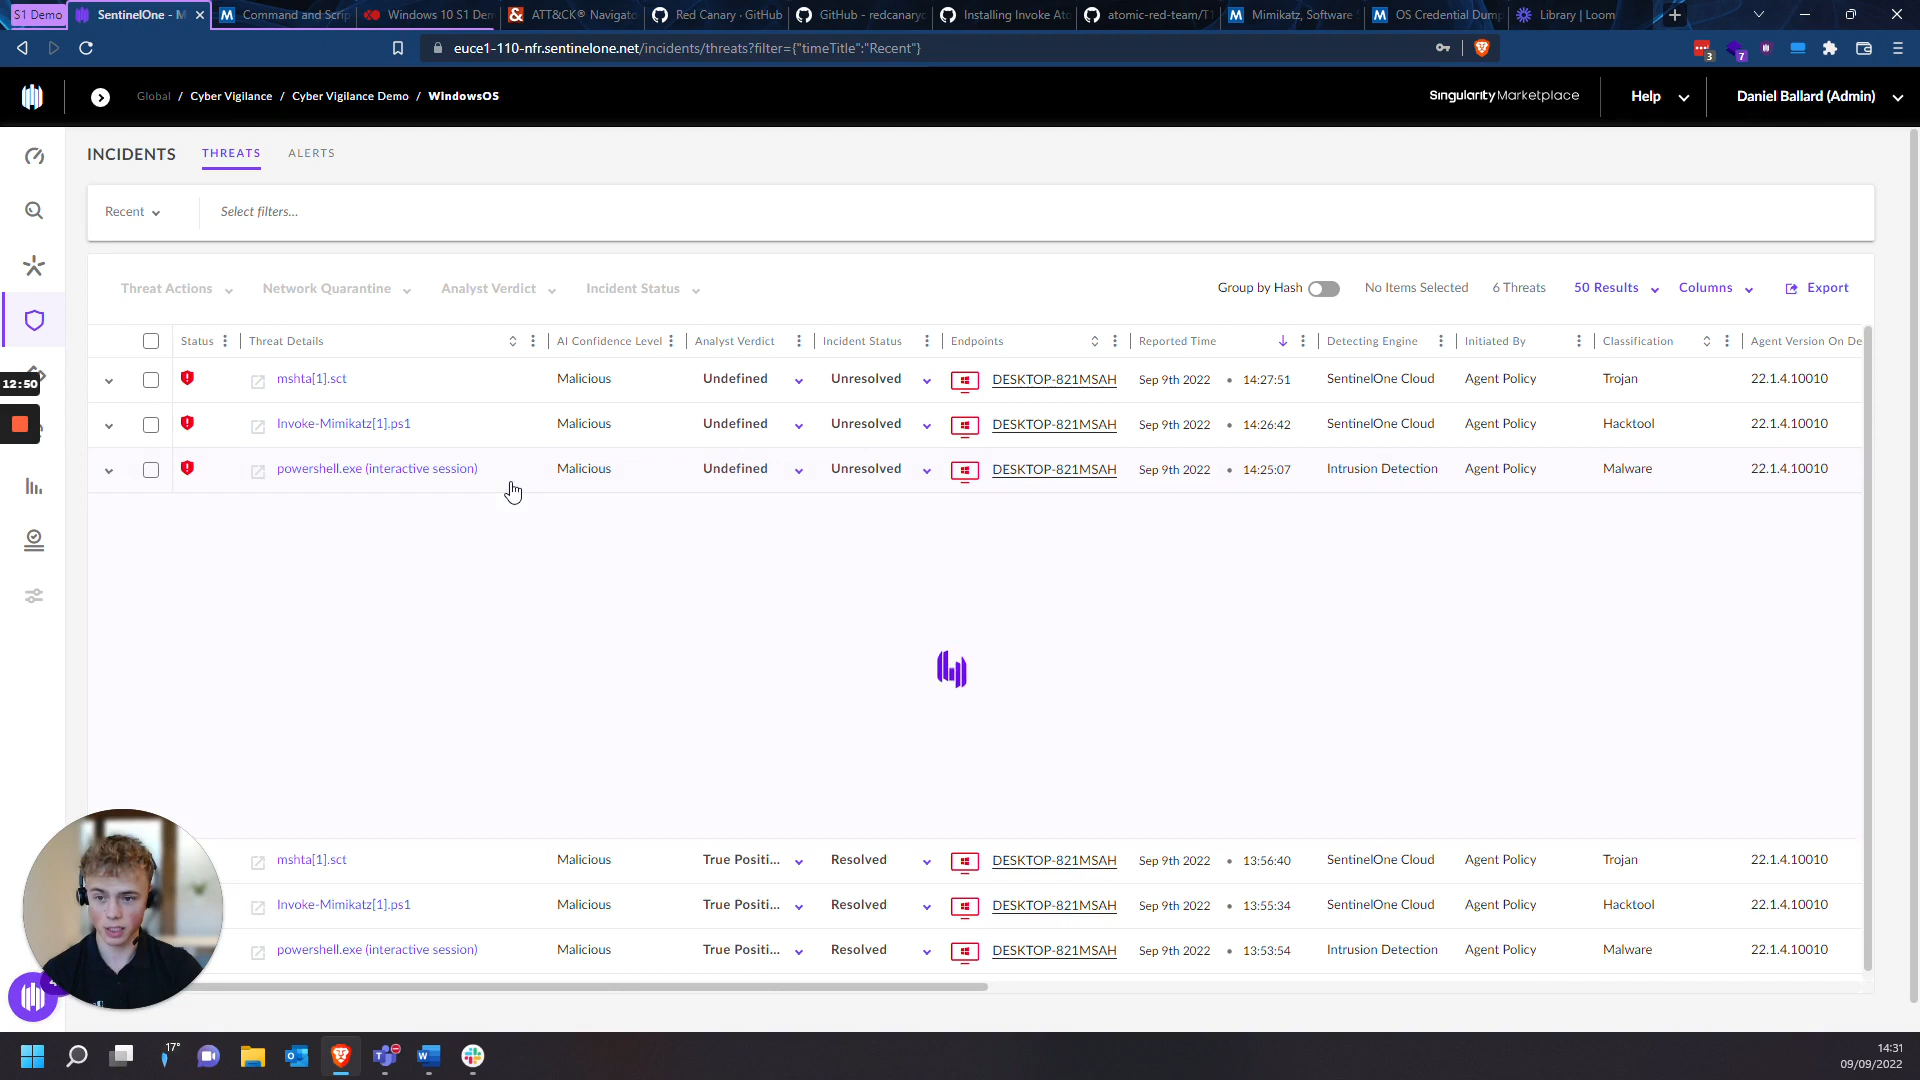 S1 Demo
SentinelOne - M
Command and Scrip
Windows 10 S1 Dem
ATT&CK® Navigato
Red Canary · GitHub
GitHub - redcanaryc
Installing Invoke Ato
atomic-red-team/T1
Mimikatz, Software
OS Credential Dump
Library | Loom
euce1-110-nfr.sentinelone.net/incidents/threats?filter={"timeTitle":"Recent"}
3
7
Global / Cyber Vigilance / Cyber Vigilance Demo / WindowsOS
Singularity Marketplace
Help
Daniel Ballard (Admin)
INCIDENTS THREATS ALERTS
Recent Select filters...
Threat Actions Network Quarantine Analyst Verdict Incident Status Group by Hash No Items Selected 6 Threats 50 Results Columns Export
Status Threat Details AI Confidence Level Analyst Verdict Incident Status Endpoints Reported Time Detecting Engine Initiated By Classification Agent Version On De
mshta[1].sct Malicious Undefined Unresolved DESKTOP-821MSAH Sep 9th 2022 • 14:27:51 SentinelOne Cloud Agent Policy Trojan 22.1.4.10010
12:50
Invoke-Mimikatz[1].ps1 Malicious Undefined Unresolved DESKTOP-821MSAH Sep 9th 2022 • 14:26:42 SentinelOne Cloud Agent Policy Hacktool 22.1.4.10010
powershell.exe (interactive session) Malicious Undefined Unresolved DESKTOP-821MSAH Sep 9th 2022 • 14:25:07 Intrusion Detection Agent Policy Malware 22.1.4.10010
mshta[1].sct Malicious True Positi... Resolved DESKTOP-821MSAH Sep 9th 2022 • 13:56:40 SentinelOne Cloud Agent Policy Trojan 22.1.4.10010
Invoke-Mimikatz[1].ps1 Malicious True Positi... Resolved DESKTOP-821MSAH Sep 9th 2022 • 13:55:34 SentinelOne Cloud Agent Policy Hacktool 22.1.4.10010
powershell.exe (interactive session) Malicious True Positi... Resolved DESKTOP-821MSAH Sep 9th 2022 • 13:53:54 Intrusion Detection Agent Policy Malware 22.1.4.10010
17°
14:31
09/09/2022